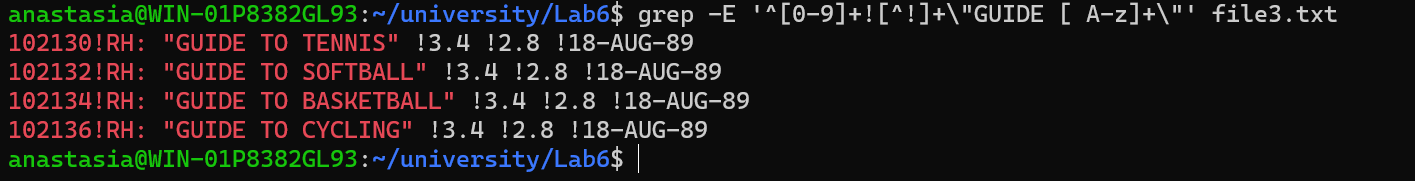 anastasia@WIN-01P8382GL93:~/university/Lab6$ grep -E '^[0-9]+![^!]+\"GUIDE [ A-z]+\"' file3.txt
102130!RH: "GUIDE TO TENNIS" !3.4 !2.8 !18-AUG-89
102132!RH: "GUIDE TO SOFTBALL" !3.4 !2.8 !18-AUG-89
102134!RH: "GUIDE TO BASKETBALL" !3.4 !2.8 !18-AUG-89
102136!RH: "GUIDE TO CYCLING" !3.4 !2.8 !18-AUG-89
anastasia@WIN-01P8382GL93:~/university/Lab6$